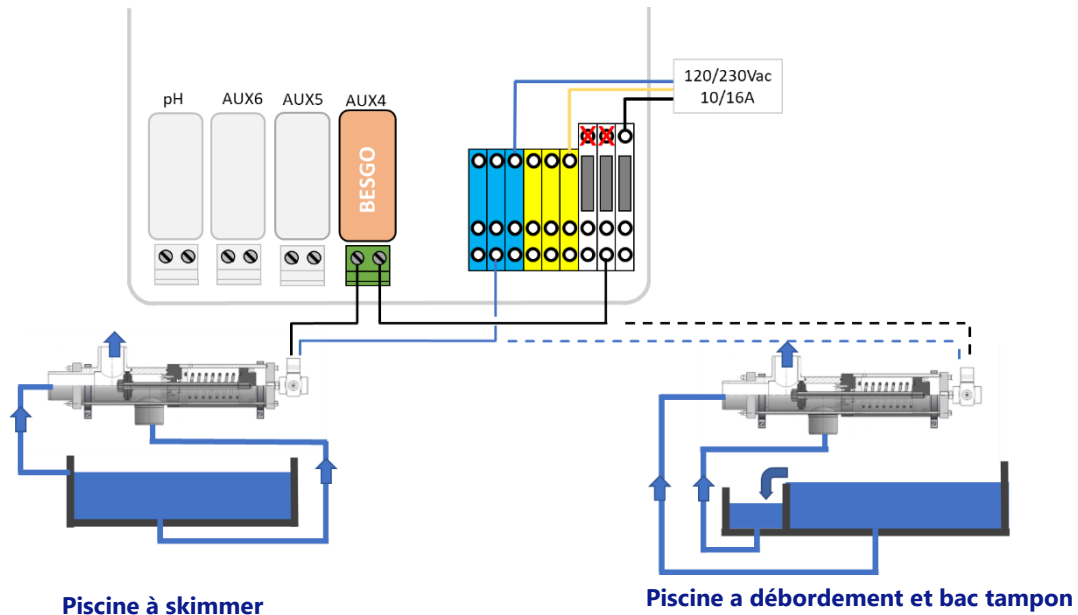 120/230Vac
10/16A
pH AUX6 AUX5 AUX4
BESGO
Piscine à skimmer
Piscine a débordement et bac tampon